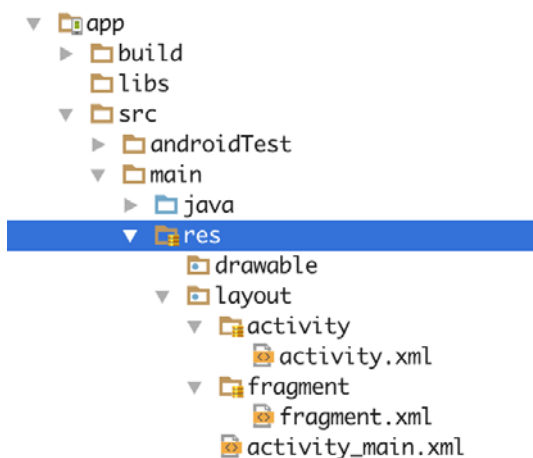 app
build
libs
src
androidTest
main
java
res
drawable
layout
activity
activity.xml
fragment
fragment.xml
activity_main.xml